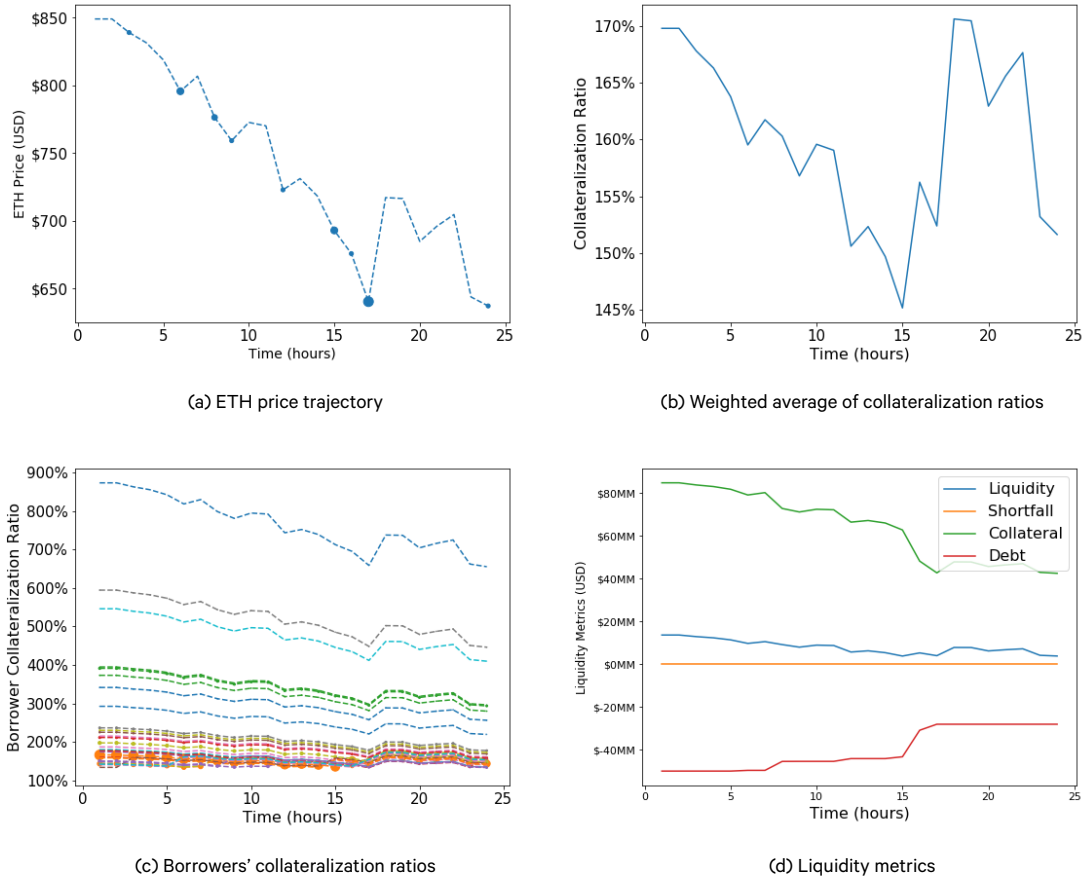 ETH Price (USD)
$850
$800
$750
$700
$650
0 5 10 15 20 25
Time (hours)
(a) ETH price trajectory
Collateralization Ratio
170%
165%
160%
155%
150%
145%
0 5 10 15 20 25
Time (hours)
(b) Weighted average of collateralization ratios
Borrower Collateralization Ratio
900%
800%
700%
600%
500%
400%
300%
200%
100%
0 5 10 15 20 25
Time (hours)
(c) Borrowers’ collateralization ratios
Liquidity Metrics (USD)
$80MM
$60MM
$40MM
$20MM
$0MM
$-20MM
$-40MM
Liquidity
Shortfall
Collateral
Debt
0 5 10 15 20 25
Time (hours)
(d) Liquidity metrics